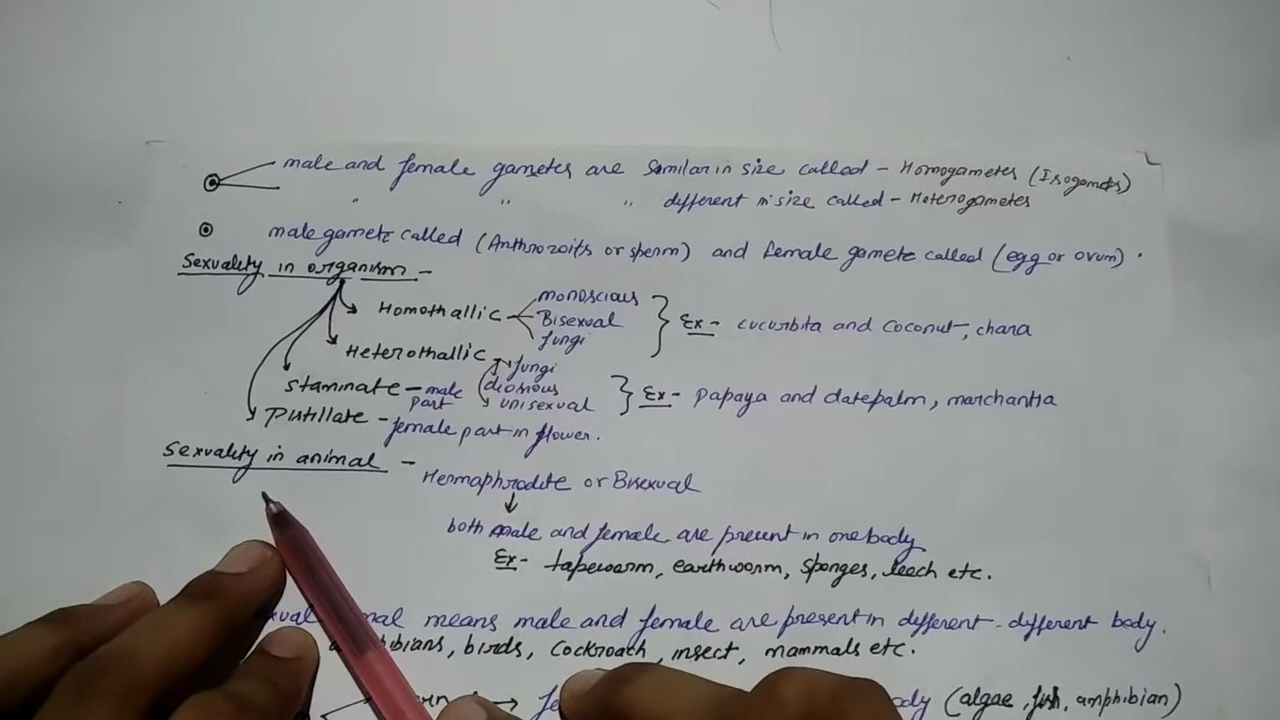 male and female gametes are Similar in size called - Homogametes (Isogamets)
" " " different in size called - Heterogametes
male gamete called (Anthrozoits or sperm) and female gamete called (egg or ovum).
Sexuality in organism -
Homothallic
monoscious
Bisexual
fungi
} Ex - cucurbita and coconut, chara
Heterothallic
fungi
unisexual
} Ex - papaya and datepalm, marchantia
Staminate - male part
Pistillate - female part in flower.
Sexuality in animal -
Hermaphrodite or Bisexual
both male and female are present in one body
Ex - tapeworm, earthworm, sponges, leech etc.
means male and female are present in different-different body.
birds, cockroach, insect, mammals etc.
(algae, fish, amphibian)